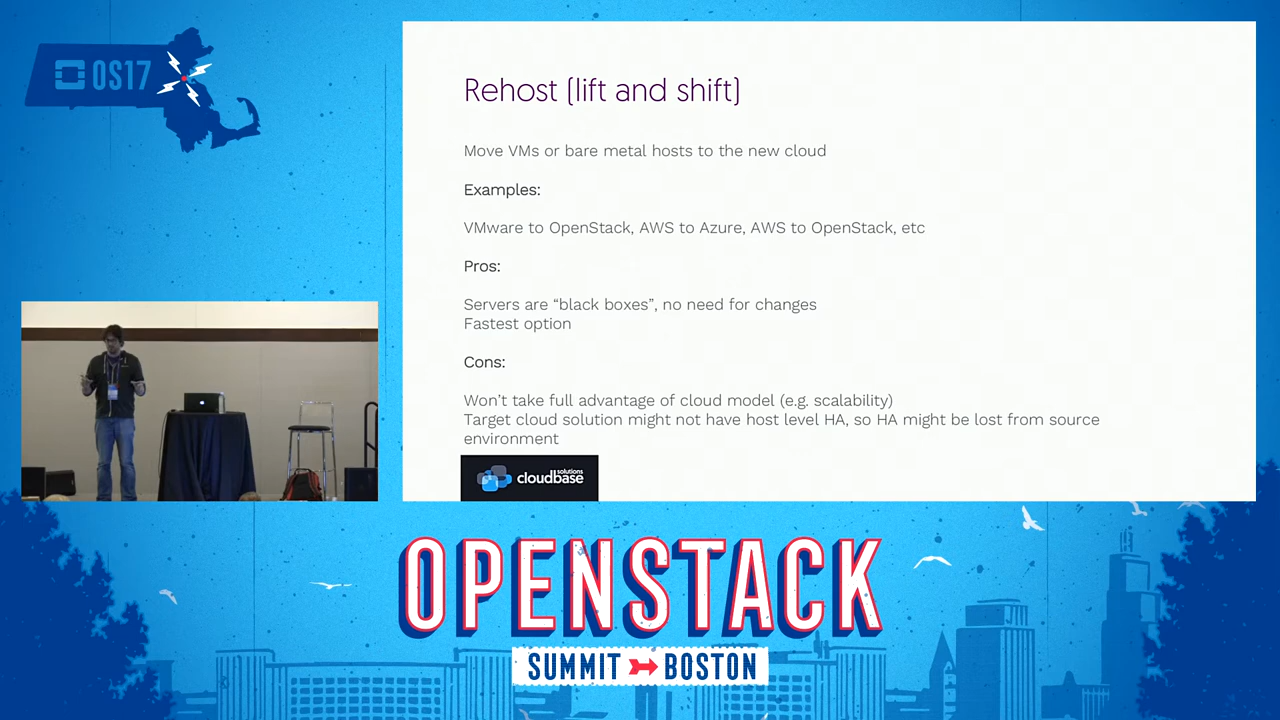 OS17
Rehost (lift and shift)
Move VMs or bare metal hosts to the new cloud
Examples:
VMware to OpenStack, AWS to Azure, AWS to OpenStack, etc
Pros:
Servers are “black boxes”, no need for changes
Fastest option
Cons:
Won’t take full advantage of cloud model (e.g. scalability)
Target cloud solution might not have host level HA, so HA might be lost from source
environment
cloudbase
solutions
OPENSTACK
SUMMIT BOSTON